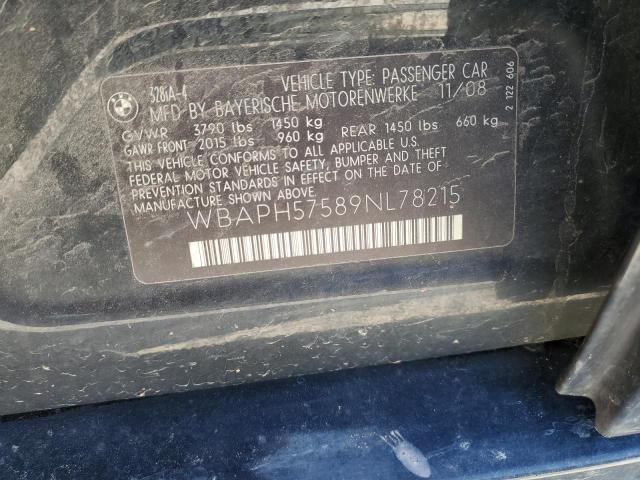 328iA-4 VEHICLE TYPE: PASSENGER CAR
MFD BY BAYERISCHE MOTORENWERKE 11/08
GVWR 3790 lbs 1450 kg
GAWR FRONT 2015 lbs 960 kg REAR 1450 lbs 660 kg
THIS VEHICLE CONFORMS TO ALL APPLICABLE U.S.
FEDERAL MOTOR VEHICLE SAFETY, BUMPER AND THEFT
PREVENTION STANDARDS IN EFFECT ON THE DATE OF
MANUFACTURE SHOWN ABOVE.
WBAPH57589NL78215
2 122 606